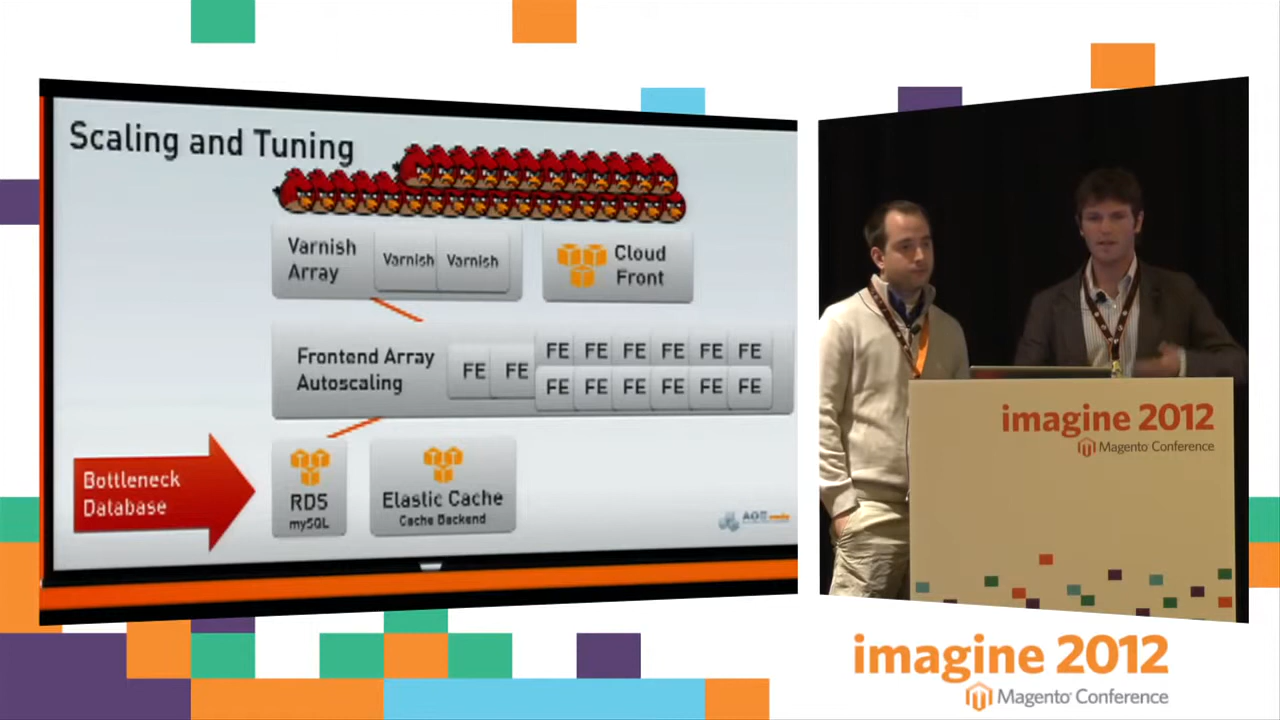 Scaling and Tuning
Varnish
Array
Varnish
Varnish
Cloud
Front
Frontend Array
Autoscaling
FE
FE
FE FE FE FE FE FE
FE FE FE FE FE FE
Bottleneck
Database
RDS
mySQL
Elastic Cache
Cache Backend
AOE media
imagine 2012
Magento Conference
imagine 2012
Magento Conference